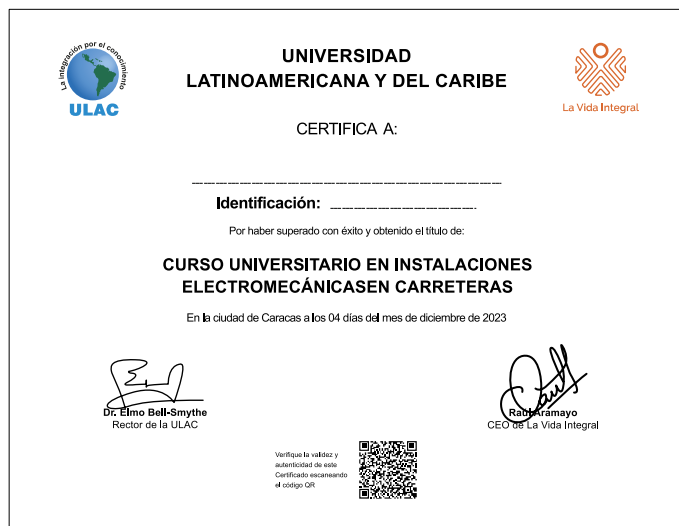 La integración por el conocimiento
ULAC
UNIVERSIDAD
LATINOAMERICANA Y DEL CARIBE
La Vida Integral
CERTIFICA A:
Identificación:
Por haber superado con éxito y obtenido el título de:
CURSO UNIVERSITARIO EN INSTALACIONES
ELECTROMECÁNICASEN CARRETERAS
En la ciudad de Caracas a los 04 días del mes de diciembre de 2023
Dr. Elmo Bell-Smythe
Rector de la ULAC
Raúl Aramayo
CEO de La Vida Integral
Verifique la validez y
autenticidad de este
Certificado escaneando
el código QR